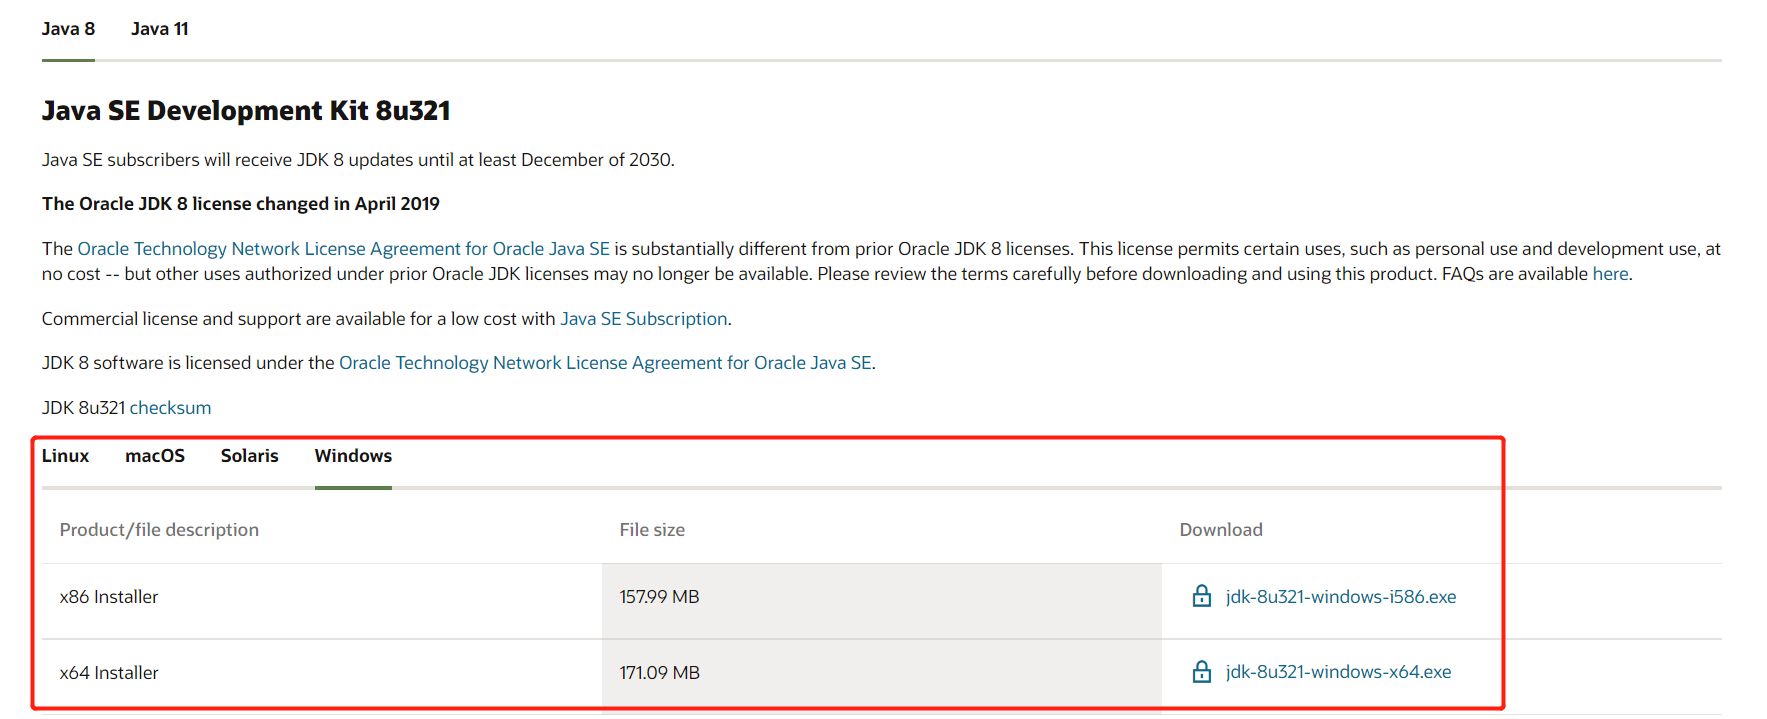 Java 8 Java 11
Java SE Development Kit 8u321
Java SE subscribers will receive JDK 8 updates until at least December of 2030.
The Oracle JDK 8 license changed in April 2019
The Oracle Technology Network License Agreement for Oracle Java SE is substantially different from prior Oracle JDK 8 licenses. This license permits certain uses, such as personal use and development use, at
no cost -- but other uses authorized under prior Oracle JDK licenses may no longer be available. Please review the terms carefully before downloading and using this product. FAQs are available here.
Commercial license and support are available for a low cost with Java SE Subscription.
JDK 8 software is licensed under the Oracle Technology Network License Agreement for Oracle Java SE.
JDK 8u321 checksum
Linux macOS Solaris Windows
Product/file description File size Download
x86 Installer 157.99 MB jdk-8u321-windows-i586.exe
x64 Installer 171.09 MB jdk-8u321-windows-x64.exe